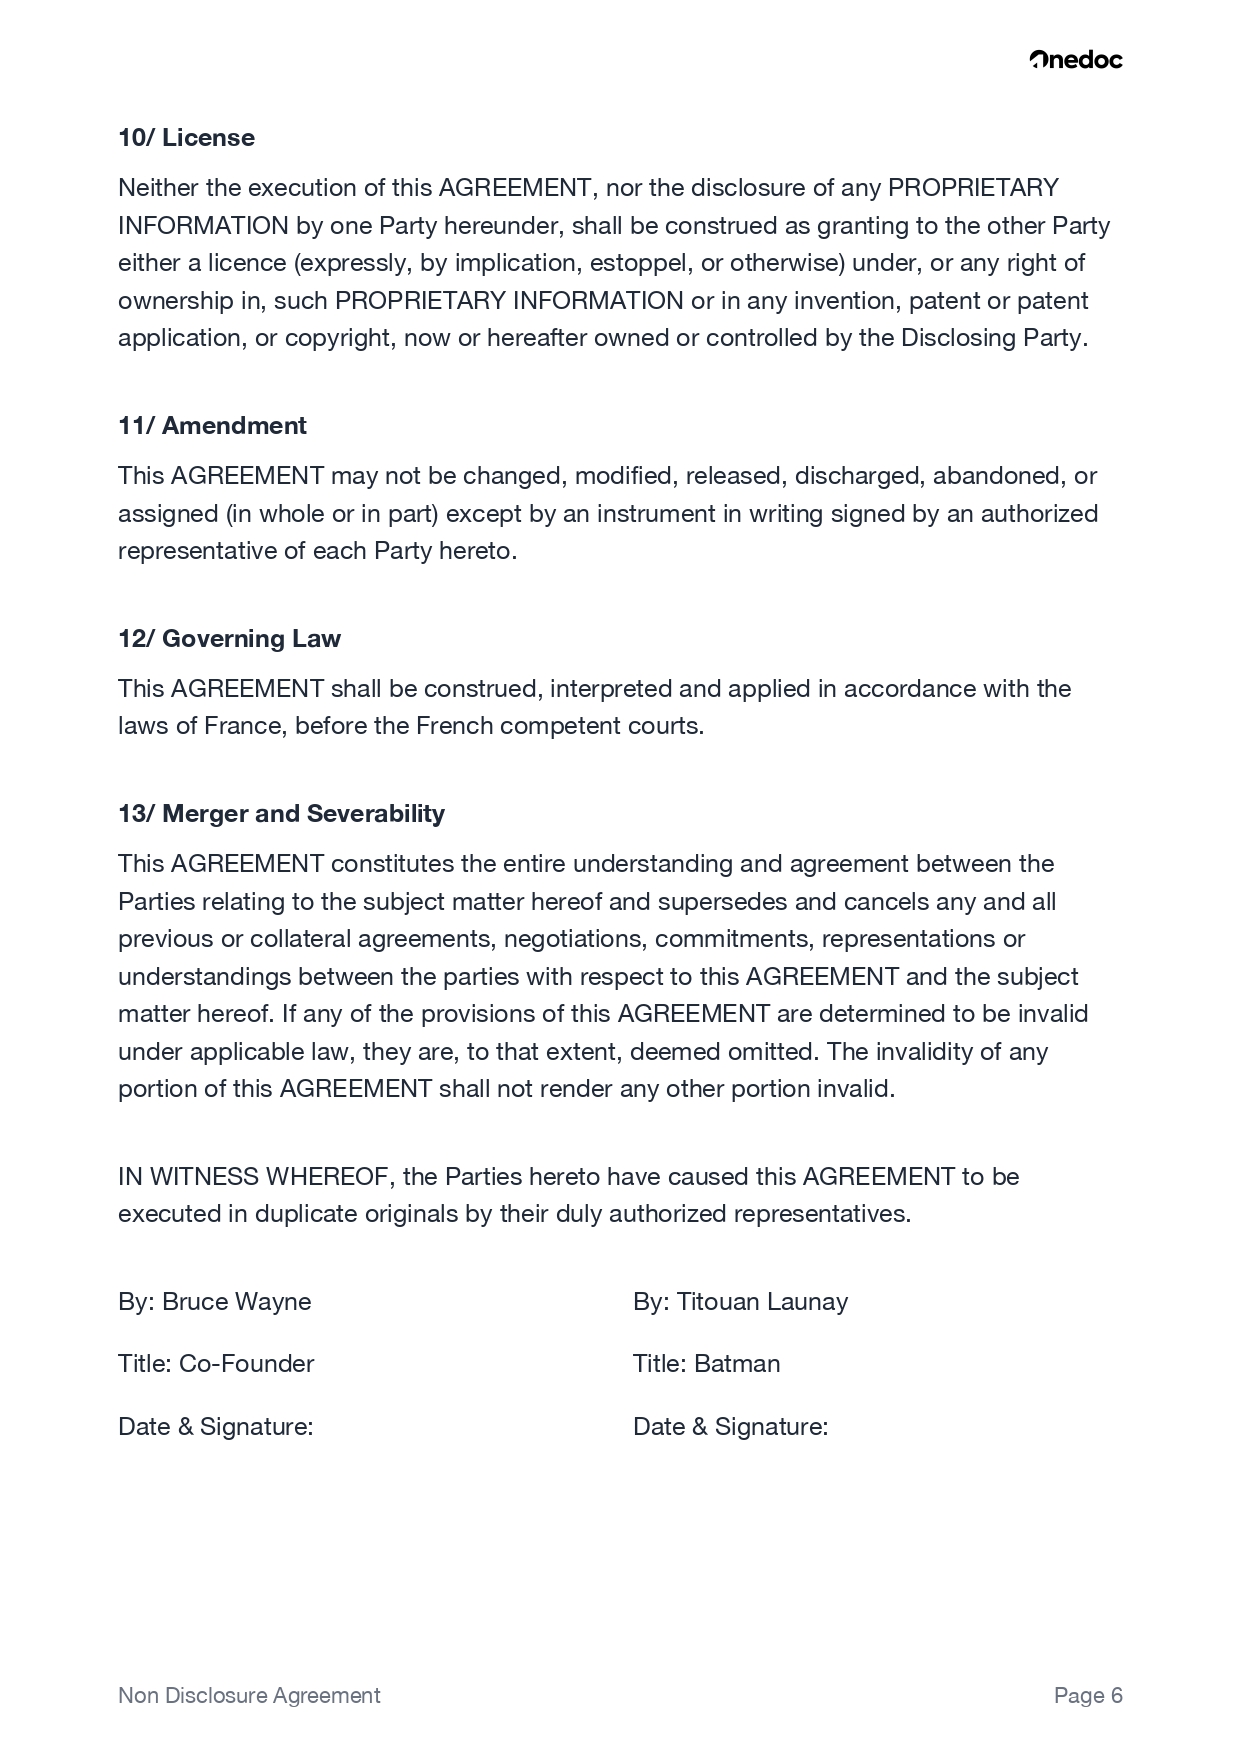 Onedoc
10/ License
Neither the execution of this AGREEMENT, nor the disclosure of any PROPRIETARY
INFORMATION by one Party hereunder, shall be construed as granting to the other Party
either a licence (expressly, by implication, estoppel, or otherwise) under, or any right of
ownership in, such PROPRIETARY INFORMATION or in any invention, patent or patent
application, or copyright, now or hereafter owned or controlled by the Disclosing Party.
11/ Amendment
This AGREEMENT may not be changed, modified, released, discharged, abandoned, or
assigned (in whole or in part) except by an instrument in writing signed by an authorized
representative of each Party hereto.
12/ Governing Law
This AGREEMENT shall be construed, interpreted and applied in accordance with the
laws of France, before the French competent courts.
13/ Merger and Severability
This AGREEMENT constitutes the entire understanding and agreement between the
Parties relating to the subject matter hereof and supersedes and cancels any and all
previous or collateral agreements, negotiations, commitments, representations or
understandings between the parties with respect to this AGREEMENT and the subject
matter hereof. If any of the provisions of this AGREEMENT are determined to be invalid
under applicable law, they are, to that extent, deemed omitted. The invalidity of any
portion of this AGREEMENT shall not render any other portion invalid.
IN WITNESS WHEREOF, the Parties hereto have caused this AGREEMENT to be
executed in duplicate originals by their duly authorized representatives.
By: Bruce Wayne
Title: Co-Founder
Date & Signature:
By: Titouan Launay
Title: Batman
Date & Signature:
Non Disclosure Agreement
Page 6